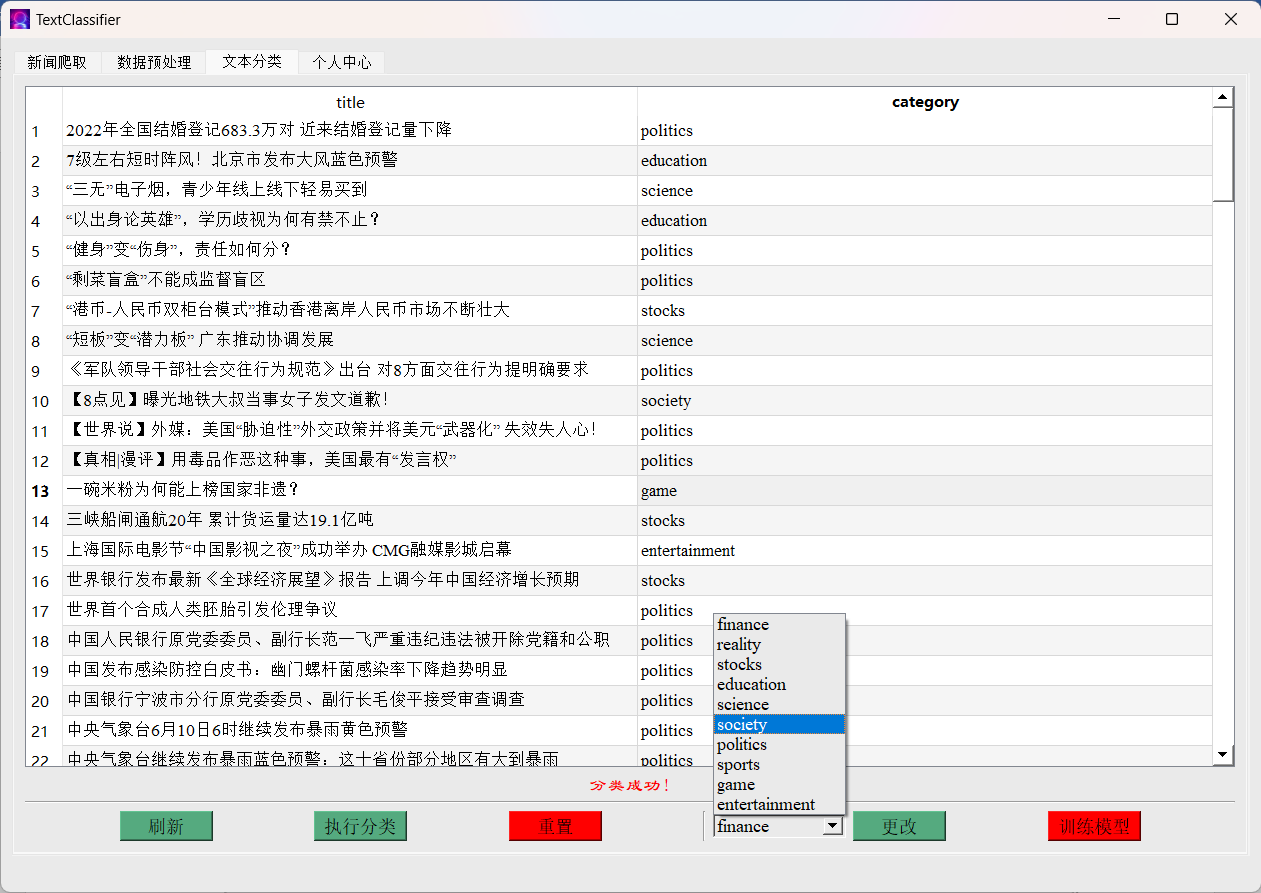 TextClassifier
新闻爬取 数据预处理 文本分类 个人中心
title category
1 2022年全国结婚登记683.3万对 近来结婚登记量下降 politics
2 7级左右短时阵风！北京市发布大风蓝色预警 education
3 “三无”电子烟，青少年线上线下轻易买到 science
4 “以出身论英雄”，学历歧视为何有禁不止？ education
5 “健身”变“伤身”，责任如何分？ politics
6 “剩菜盲盒”不能成监督盲区 politics
7 “港币-人民币双柜台模式”推动香港离岸人民币市场不断壮大 stocks
8 “短板”变“潜力板” 广东推动协调发展 science
9 《军队领导干部社会交往行为规范》出台 对8方面交往行为提明确要求 politics
10 【8点见】曝光地铁大叔当事女子发文道歉！ society
11 【世界说】外媒：美国“胁迫性”外交政策并将美元“武器化” 失效失人心！ politics
12 【真相|漫评】用毒品作恶这种事，美国最有“发言权” politics
13 一碗米粉为何能上榜国家非遗？ game
14 三峡船闸通航20年 累计货运量达19.1亿吨 stocks
15 上海国际电影节“中国影视之夜”成功举办 CMG融媒影城启幕 entertainment
16 世界银行发布最新《全球经济展望》报告 上调今年中国经济增长预期 stocks
17 世界首个合成人类胚胎引发伦理争议 politics
18 中国人民银行原党委委员、副行长范一飞严重违纪违法被开除党籍和公职 politics
19 中国发布感染防控白皮书：幽门螺杆菌感染率下降趋势明显 politics
20 中国银行宁波市分行原党委委员、副行长毛俊平接受审查调查 politics
21 中央气象台6月10日6时继续发布暴雨黄色预警 politics
22 中央气象台继续发布暴雨蓝色预警：这十省份部分地区有大到暴雨 politics
finance
reality
stocks
education
science
society
politics
sports
game
entertainment
分类成功！
刷新 执行分类 重置 finance 更改 训练模型